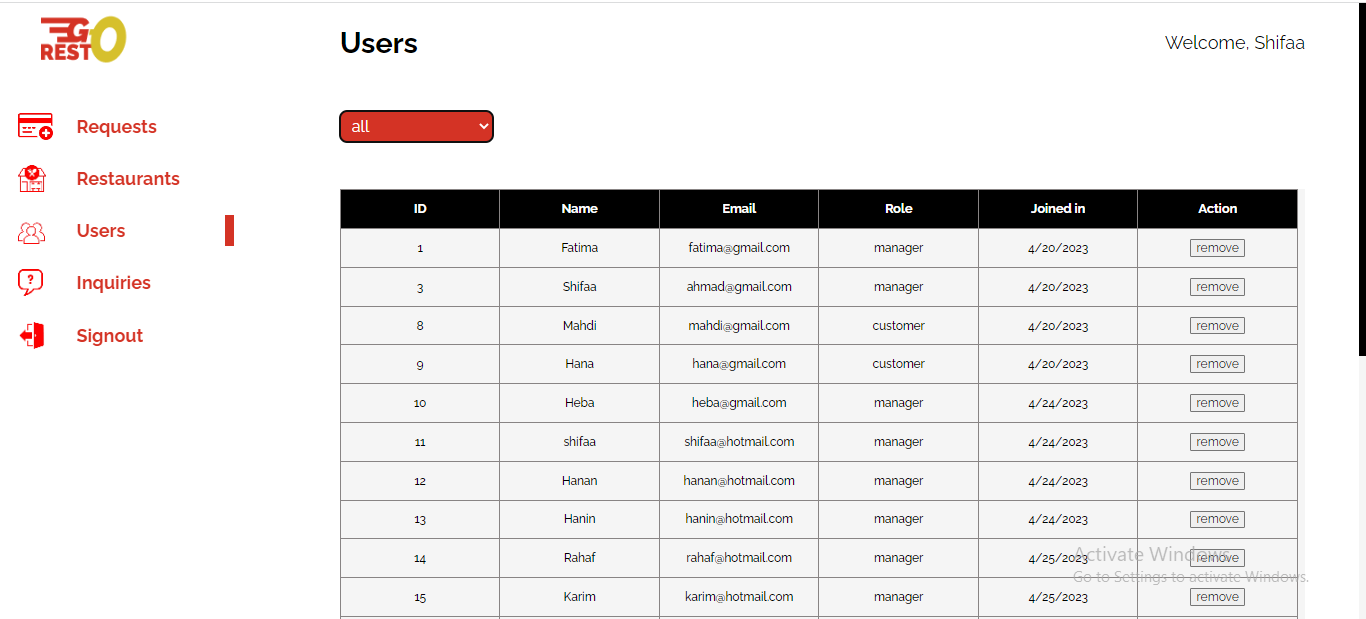 GO
REST
Users
Welcome, Shifaa
Requests
Restaurants
Users
Inquiries
Signout
all
ID Name Email Role Joined in Action
1 Fatima fatima@gmail.com manager 4/20/2023 remove
3 Shifaa ahmad@gmail.com manager 4/20/2023 remove
8 Mahdi mahdi@gmail.com customer 4/20/2023 remove
9 Hana hana@gmail.com customer 4/20/2023 remove
10 Heba heba@gmail.com manager 4/24/2023 remove
11 shifaa shifaa@hotmail.com manager 4/24/2023 remove
12 Hanan hanan@hotmail.com manager 4/24/2023 remove
13 Hanin hanin@hotmail.com manager 4/24/2023 remove
14 Rahaf rahaf@hotmail.com manager 4/25/2023 remove
15 Karim karim@hotmail.com manager 4/25/2023 remove
Activate Windows
Go to Settings to activate Windows.